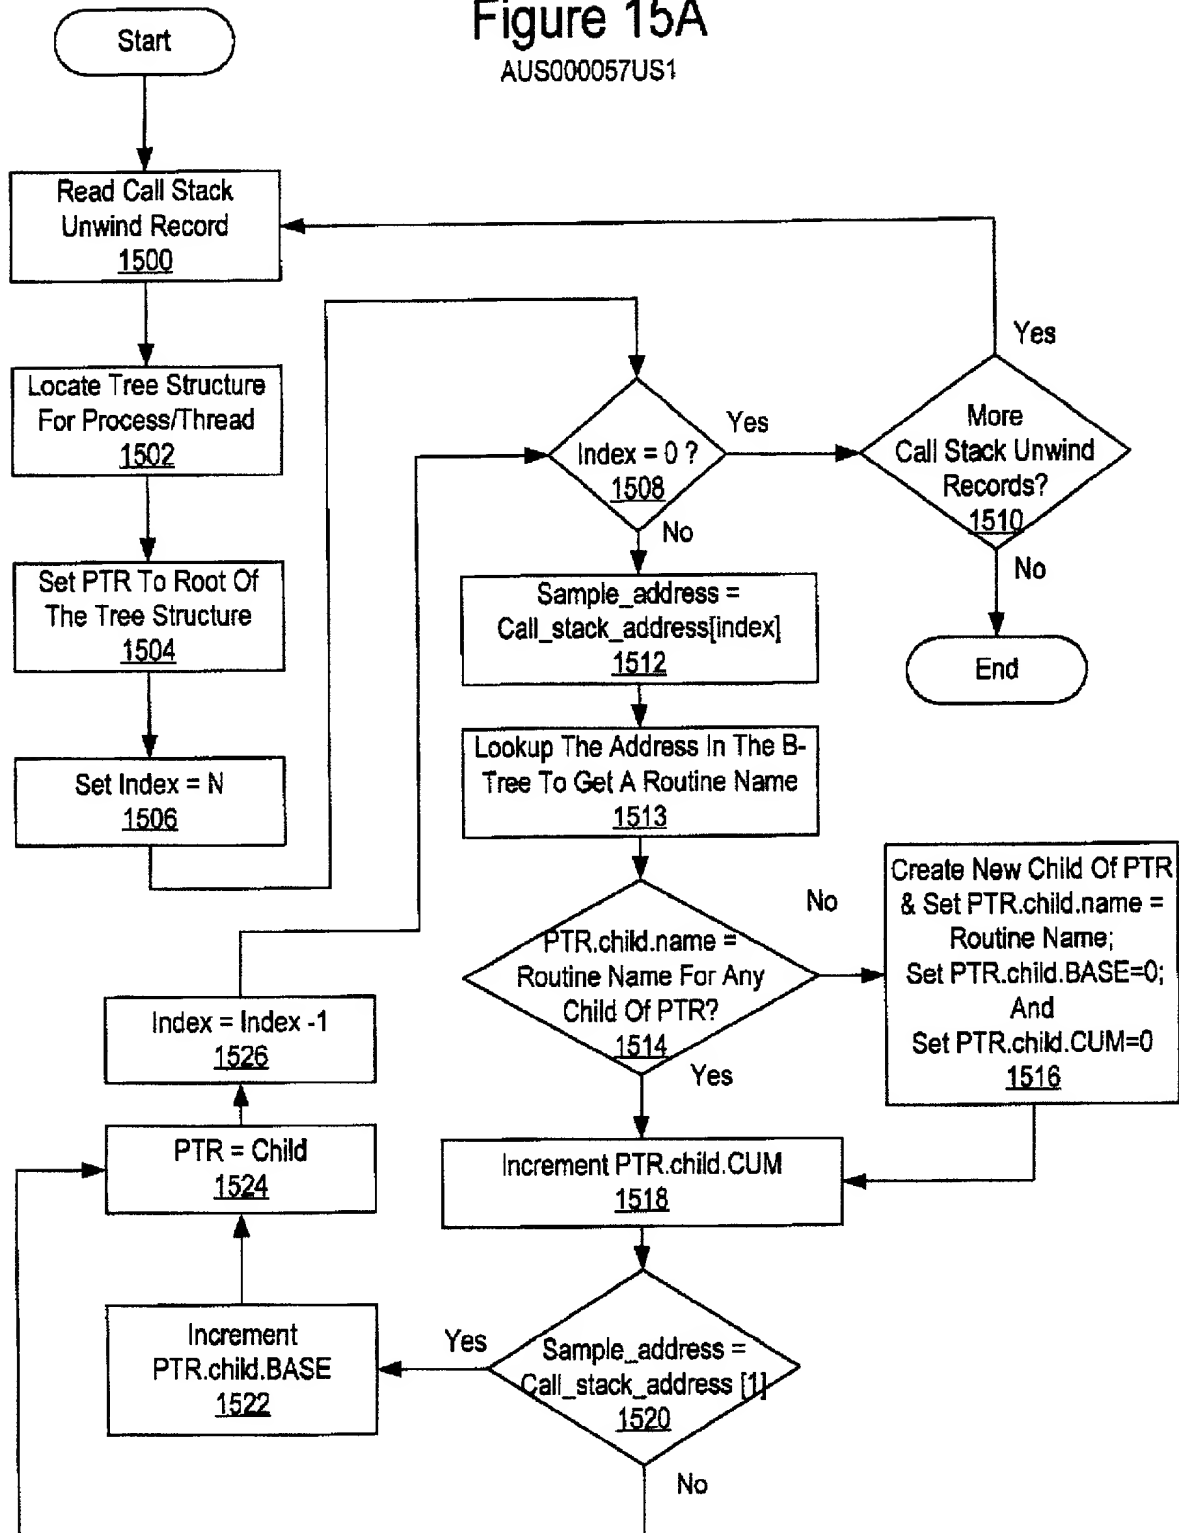 Figure 15A
AUS000057US1
Start
Read Call Stack
Unwind Record
1500
Locate Tree Structure
For Process/Thread
1502
Set PTR To Root Of
The Tree Structure
1504
Set Index = N
1506
Index = 0 ?
1508
Yes
No
More
Call Stack Unwind
Records?
1510
Yes
No
End
Sample_address =
Call_stack_address[index]
1512
Lookup The Address In The B-
Tree To Get A Routine Name
1513
PTR.child.name =
Routine Name For Any
Child Of PTR?
1514
No
Yes
Create New Child Of PTR
& Set PTR.child.name =
Routine Name;
Set PTR.child.BASE=0;
And
Set PTR.child.CUM=0
1516
Increment PTR.child.CUM
1518
Sample_address =
Call_stack_address [1]
1520
Yes
No
Increment
PTR.child.BASE
1522
PTR = Child
1524
Index = Index -1
1526